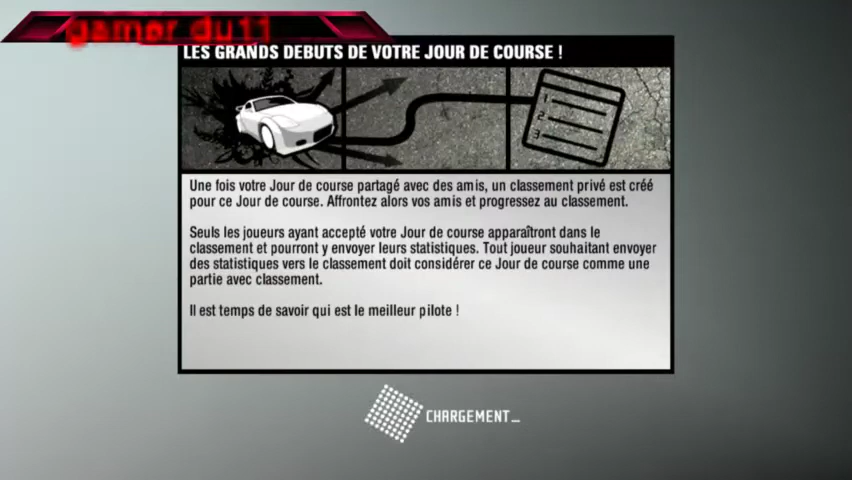 gamer du11
LES GRANDS DEBUTS DE VOTRE JOUR DE COURSE !
1
2
3
Une fois votre Jour de course partagé avec des amis, un classement privé est créé
pour ce Jour de course. Affrontez alors vos amis et progressez au classement.
Seuls les joueurs ayant accepté votre Jour de course apparaîtront dans le
classement et pourront y envoyer leurs statistiques. Tout joueur souhaitant envoyer
des statistiques vers le classement doit considérer ce Jour de course comme une
partie avec classement.
Il est temps de savoir qui est le meilleur pilote !
CHARGEMENT...